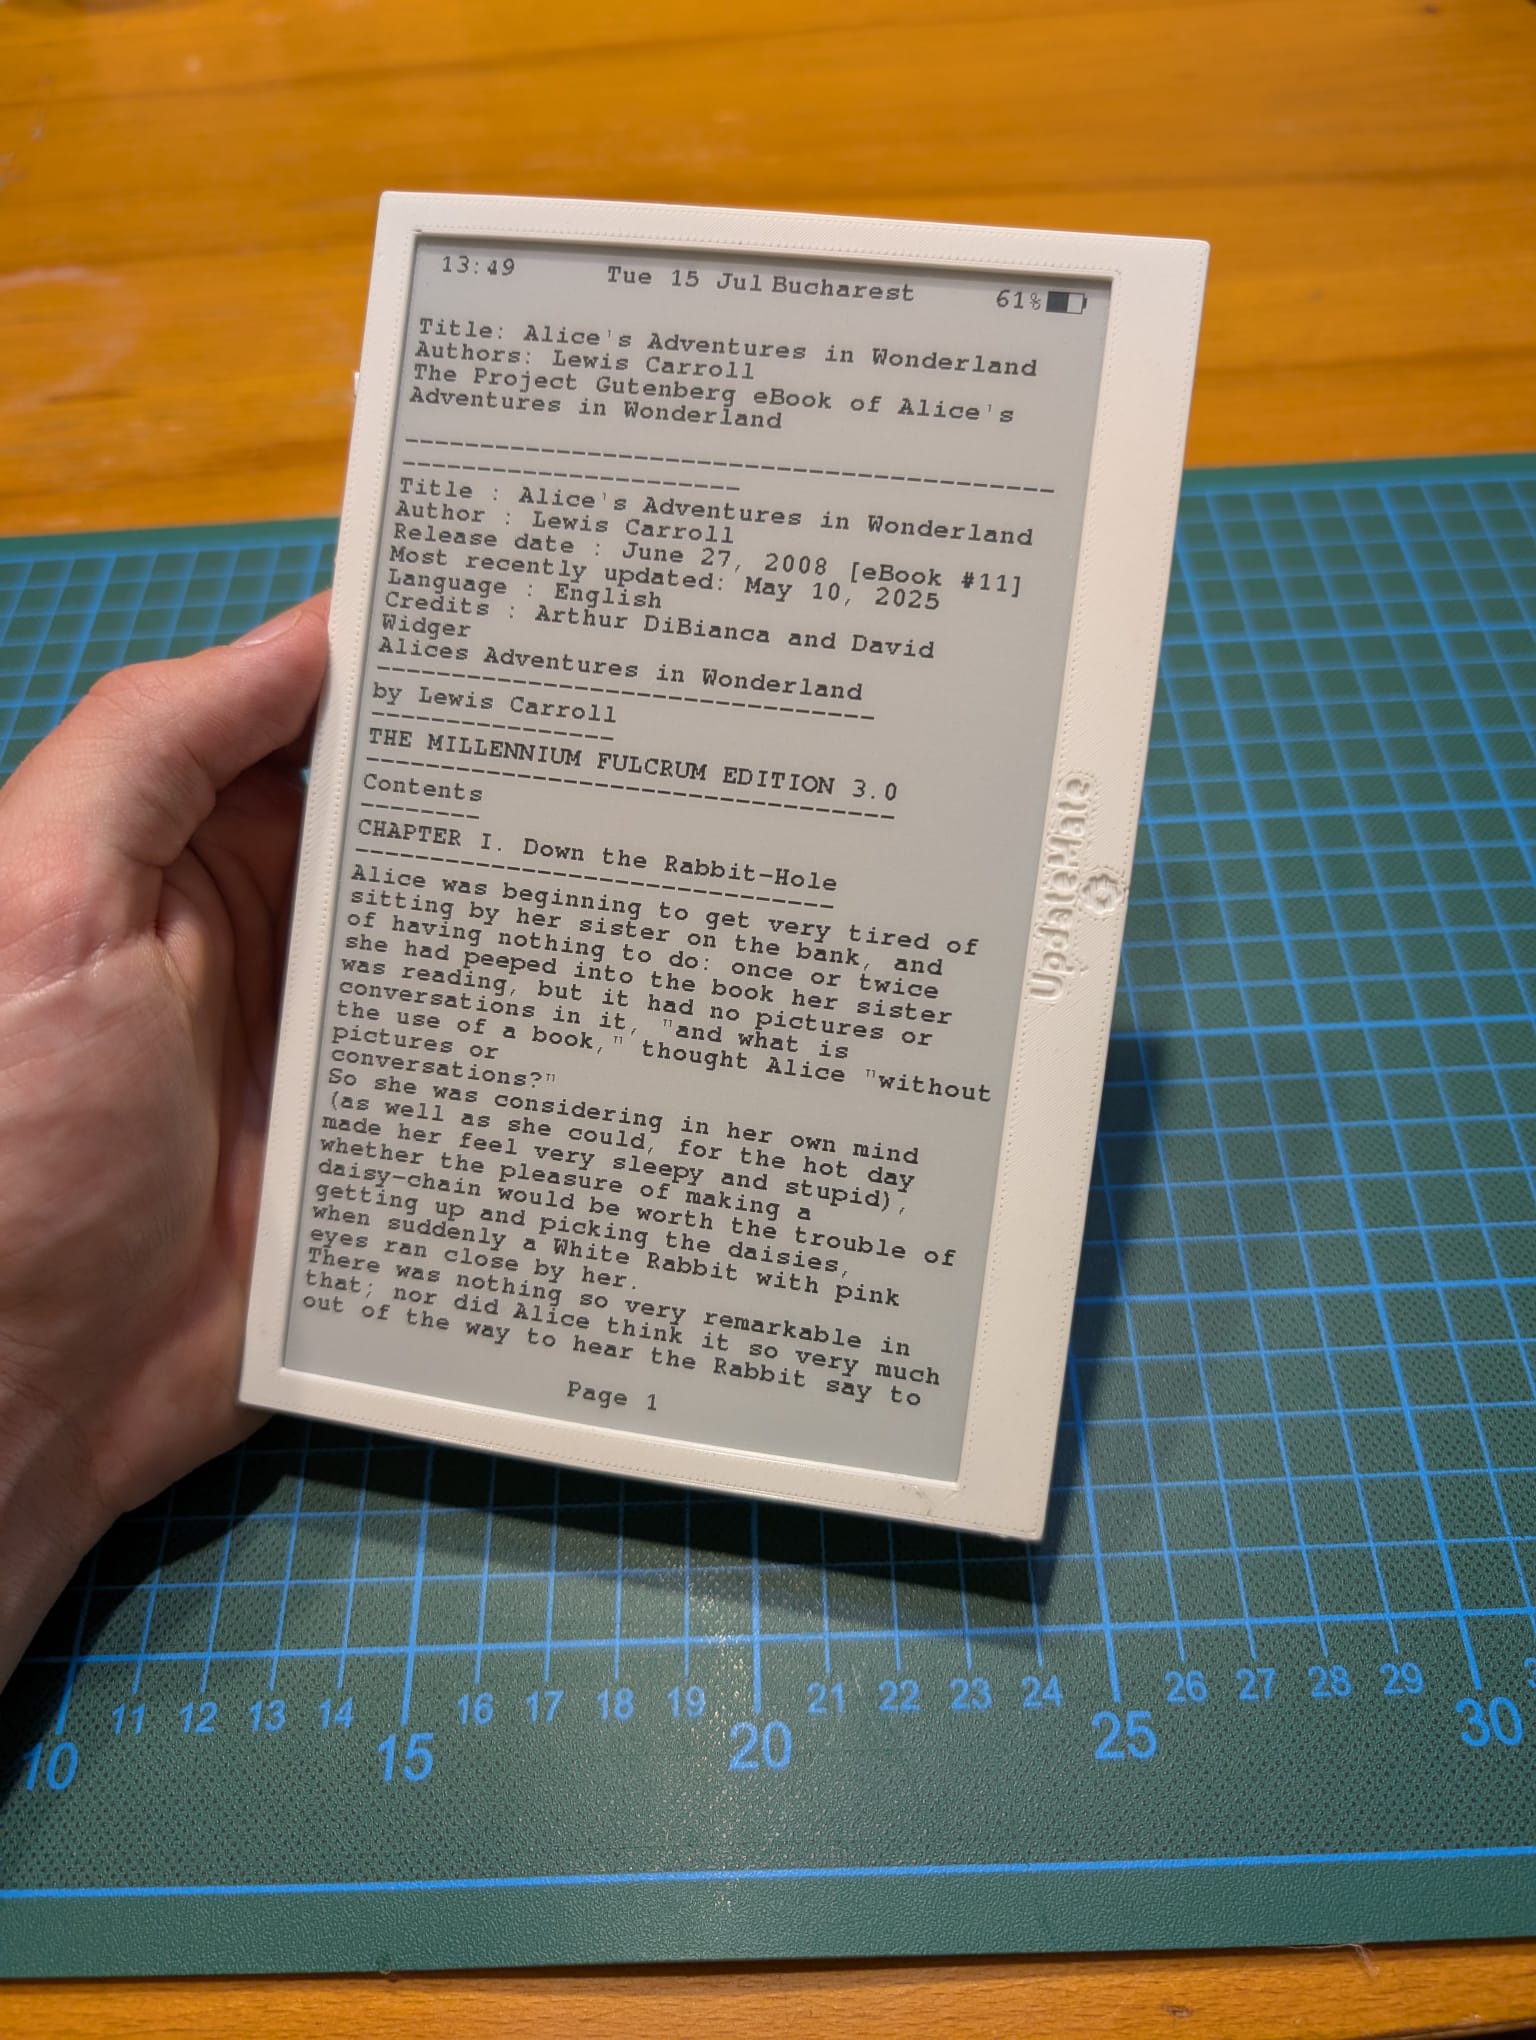 13:49 Tue 15 Jul Bucharest 61%
Title: Alice's Adventures in Wonderland
Authors: Lewis Carroll
The Project Gutenberg eBook of Alice's
Adventures in Wonderland
--------------------------------------------
-----------------------
Title : Alice's Adventures in Wonderland
Author : Lewis Carroll
Release date : June 27, 2008 [eBook #11]
Most recently updated: May 10, 2025
Language : English
Credits : Arthur DiBianca and David
Widger
Alices Adventures in Wonderland
----------------------------------
by Lewis Carroll
-----------------
THE MILLENNIUM FULCRUM EDITION 3.0
------------------------------------
Contents
--------
CHAPTER I. Down the Rabbit-Hole
---------------------------------
Alice was beginning to get very tired of
sitting by her sister on the bank, and
of having nothing to do: once or twice
she had peeped into the book her sister
was reading, but it had no pictures or
conversations in it, "and what is
the use of a book," thought Alice "without
pictures or
conversations?"
So she was considering in her own mind
(as well as she could, for the hot day
made her feel very sleepy and stupid),
whether the pleasure of making a
daisy-chain would be worth the trouble of
getting up and picking the daisies,
when suddenly a White Rabbit with pink
eyes ran close by her.
There was nothing so very remarkable in
that; nor did Alice think it so very much
out of the way to hear the Rabbit say to
Page 1
10 11 12 13 14 15 16 17 18 19 20 21 22 23 24 25 26 27 28 29 30